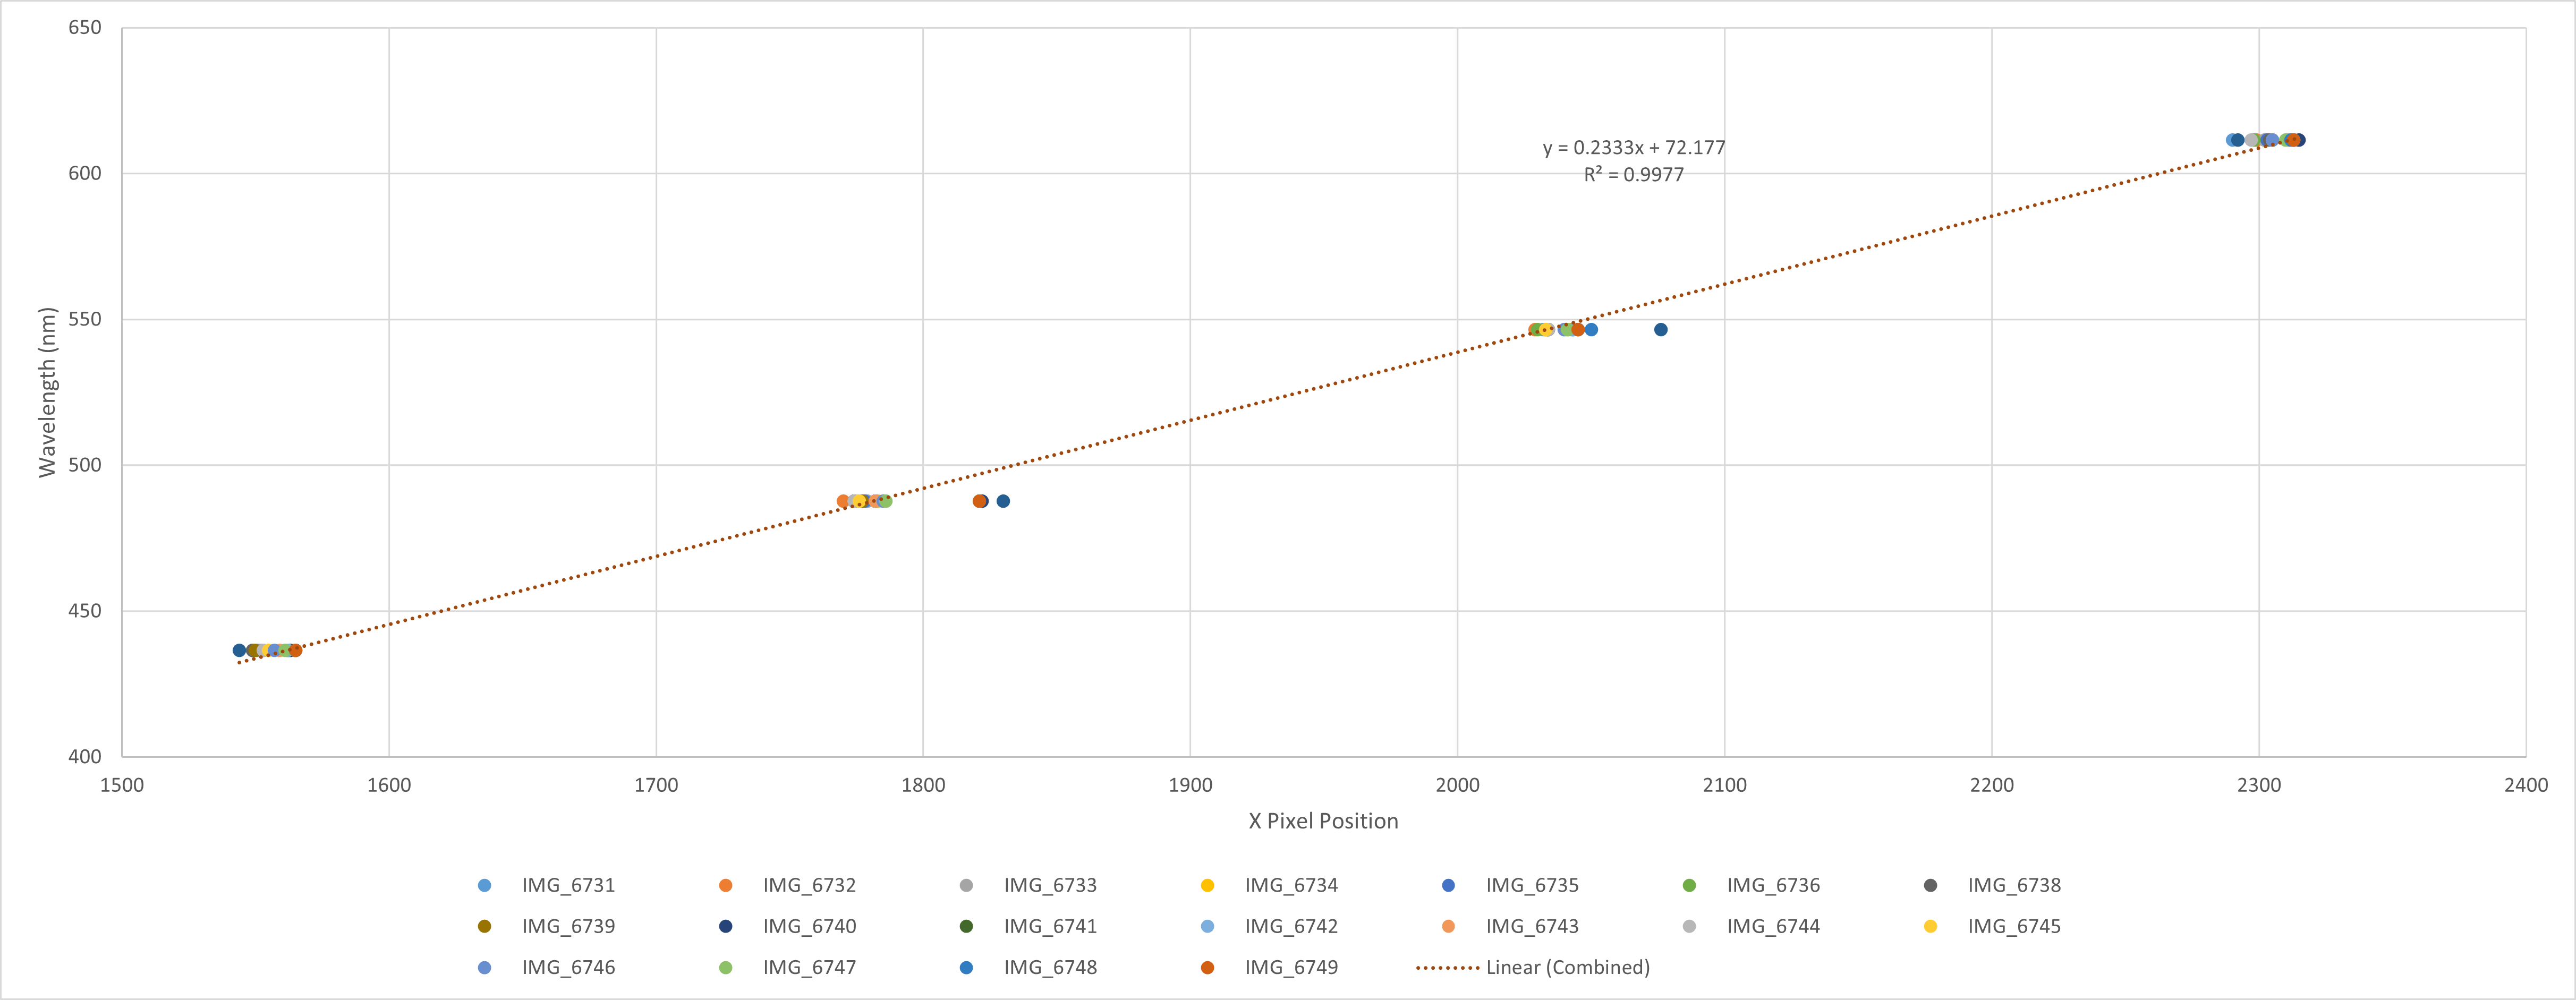 650
600
550
500
450
400
Wavelength (nm)
y = 0.2333x + 72.177
R² = 0.9977
1500 1600 1700 1800 1900 2000 2100 2200 2300 2400
X Pixel Position
IMG_6731 IMG_6732 IMG_6733 IMG_6734 IMG_6735 IMG_6736 IMG_6738
IMG_6739 IMG_6740 IMG_6741 IMG_6742 IMG_6743 IMG_6744 IMG_6745
IMG_6746 IMG_6747 IMG_6748 IMG_6749 Linear (Combined)